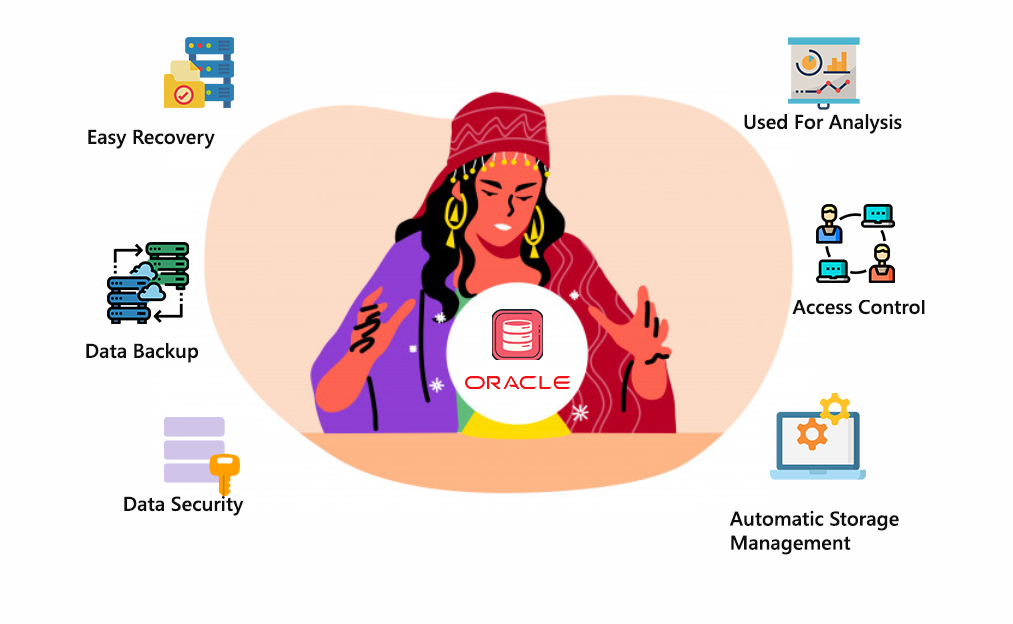 Easy Recovery
Used For Analysis
Data Backup
Access Control
ORACLE
Data Security
Automatic Storage
Management